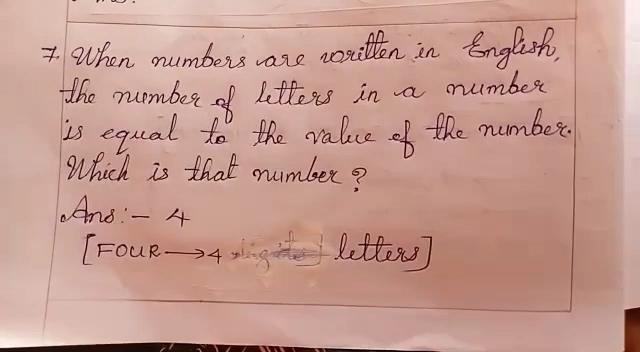 7. When numbers are written in English,
the number of letters in a number
is equal to the value of the number.
Which is that number?
Ans:- 4
[FOUR → 4 letters]